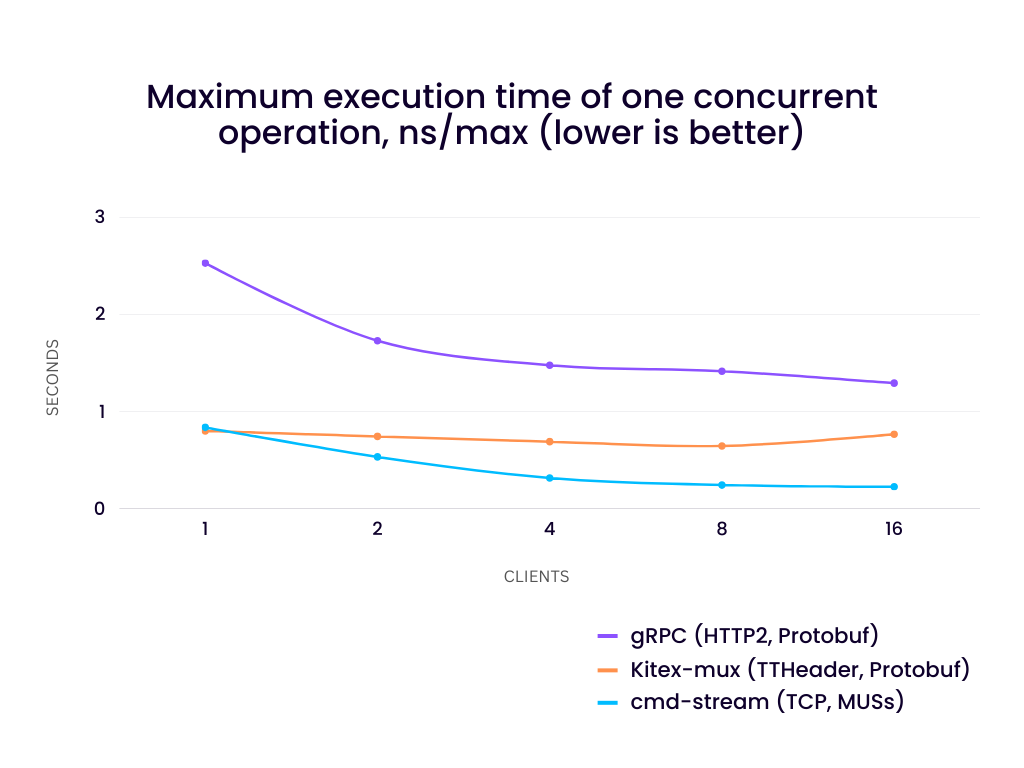 Maximum execution time of one concurrent
operation, ns/max (lower is better)
3
2
1
0
SECONDS
1 2 4 8 16
CLIENTS
gRPC (HTTP2, Protobuf)
Kitex-mux (TTHeader, Protobuf)
cmd-stream (TCP, MUSs)